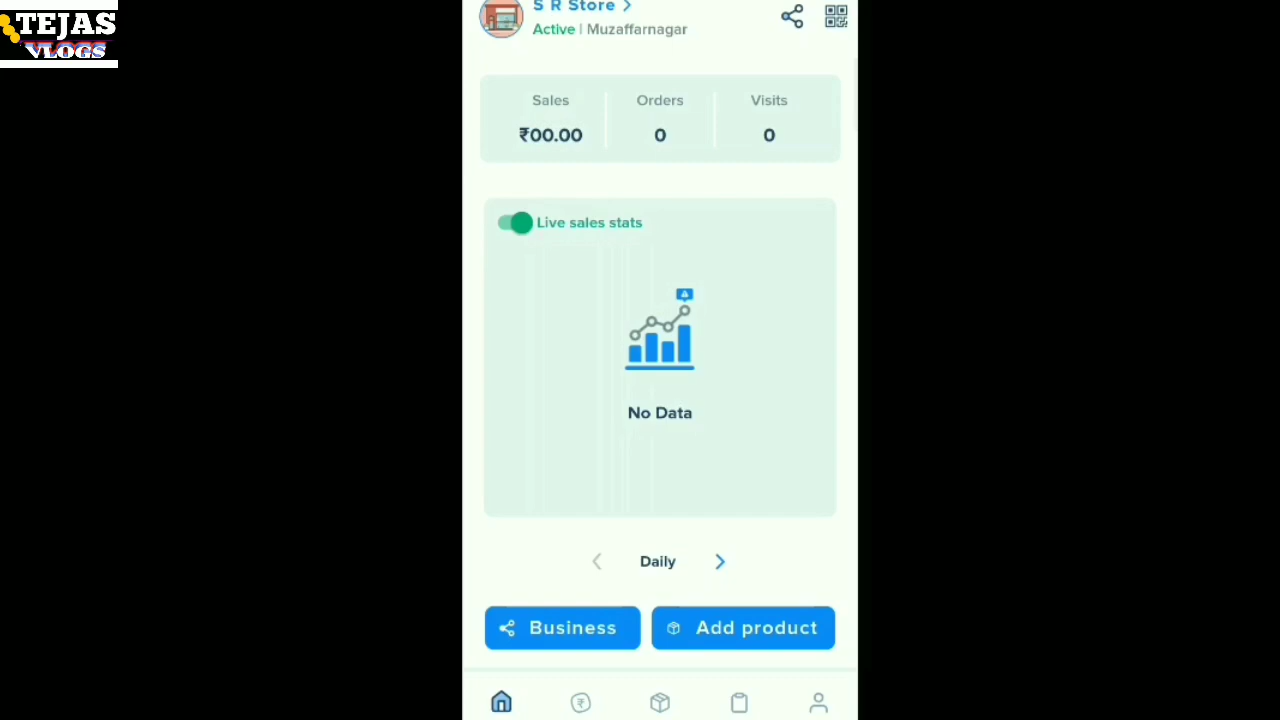 TEJAS
VLOGS
S R Store >
Active | Muzaffarnagar
Sales
Orders
Visits
₹00.00
0
0
Live sales stats
No Data
Daily
Business
Add product